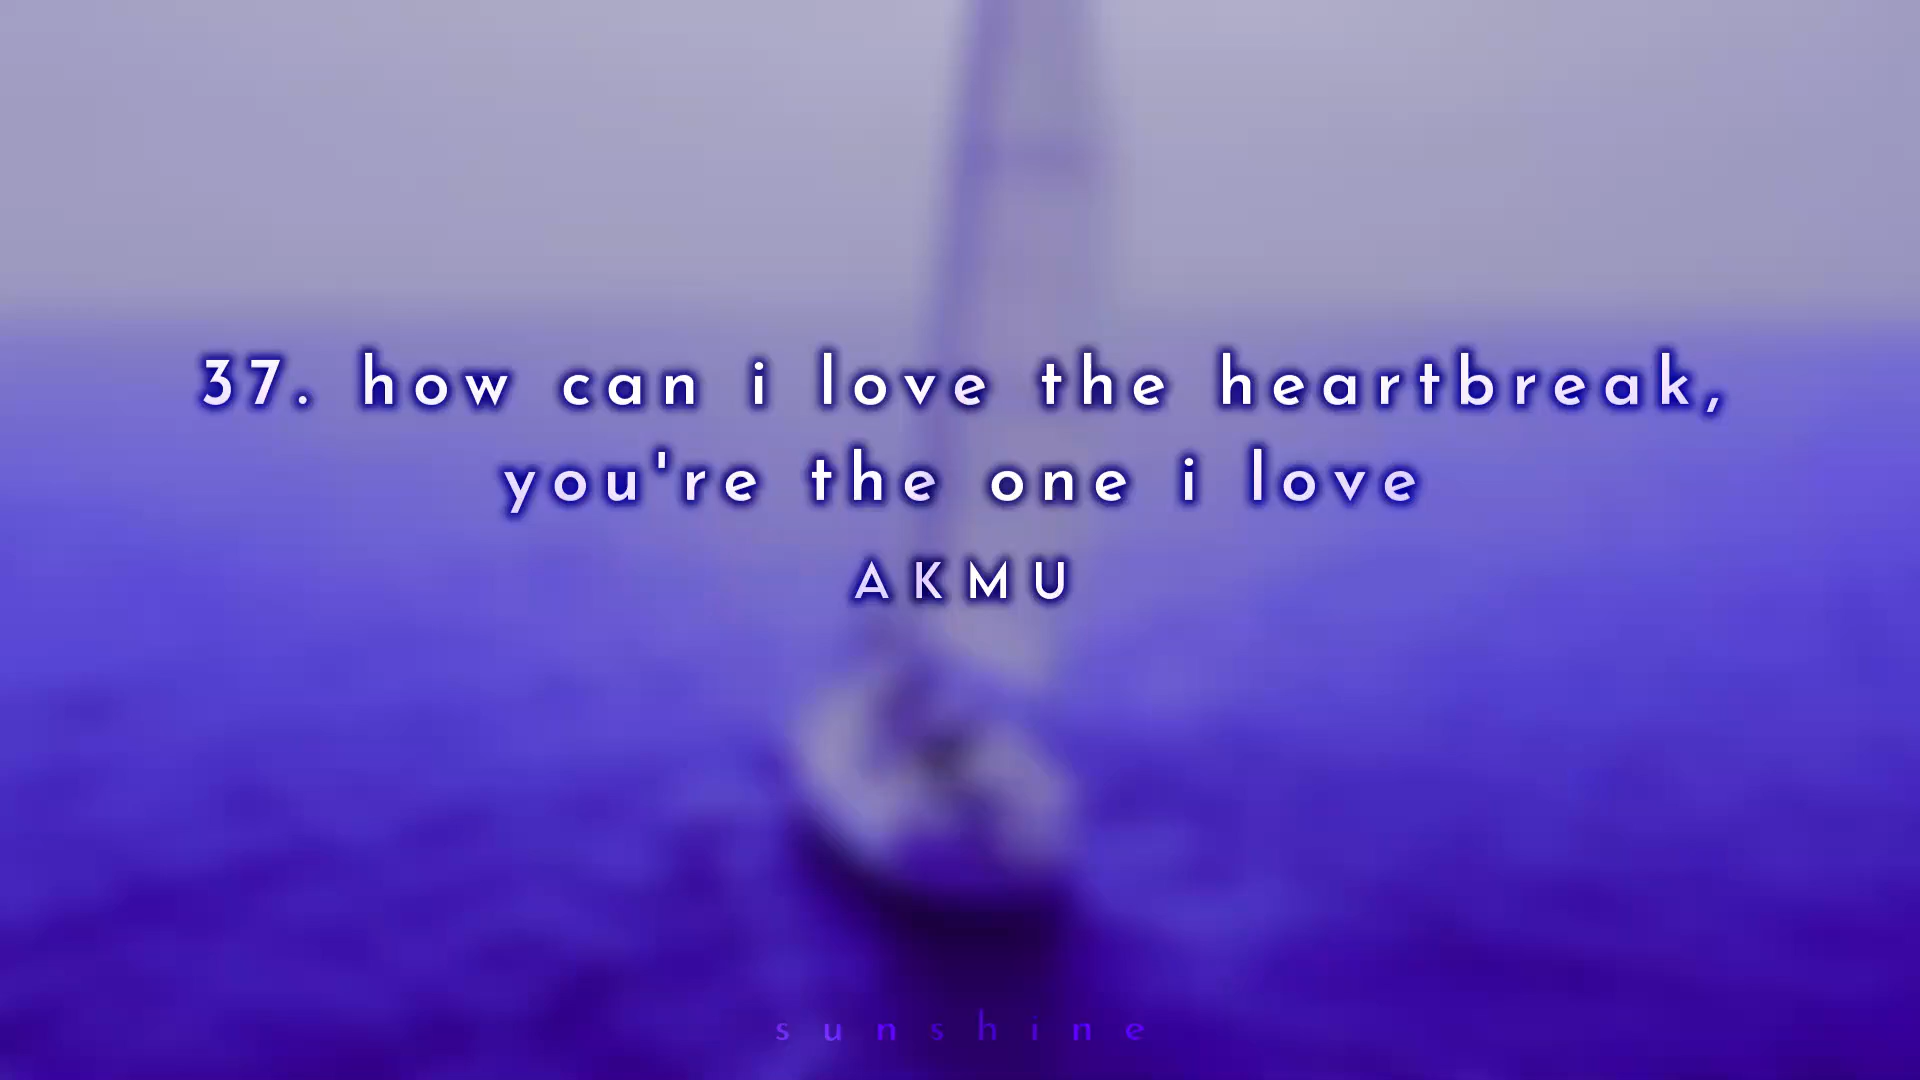 37. how can i love the heartbreak,
you're the one i love
AKMU
sunshine